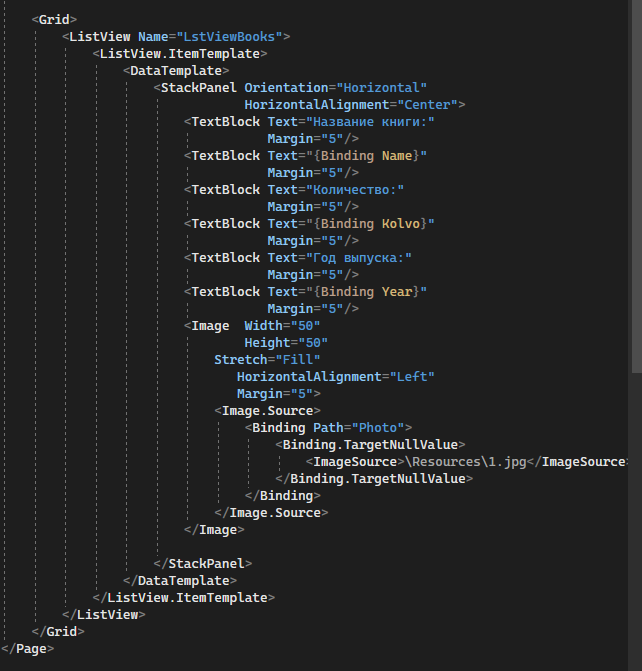 <Grid>
<ListView Name="LstViewBooks">
<ListView.ItemTemplate>
<DataTemplate>
<StackPanel Orientation="Horizontal"
HorizontalAlignment="Center">
<TextBlock Text="Название книги:"
Margin="5"/>
<TextBlock Text="{Binding Name}"
Margin="5"/>
<TextBlock Text="Количество:"
Margin="5"/>
<TextBlock Text="{Binding Kolvo}"
Margin="5"/>
<TextBlock Text="Год выпуска:"
Margin="5"/>
<TextBlock Text="{Binding Year}"
Margin="5"/>
<Image Width="50"
Height="50"
Stretch="Fill"
HorizontalAlignment="Left"
Margin="5">
<Image.Source>
<Binding Path="Photo">
<Binding.TargetNullValue>
<ImageSource>\Resources\1.jpg</ImageSource>
</Binding.TargetNullValue>
</Binding>
</Image.Source>
</Image>
</StackPanel>
</DataTemplate>
</ListView.ItemTemplate>
</ListView>
</Grid>
</Page>